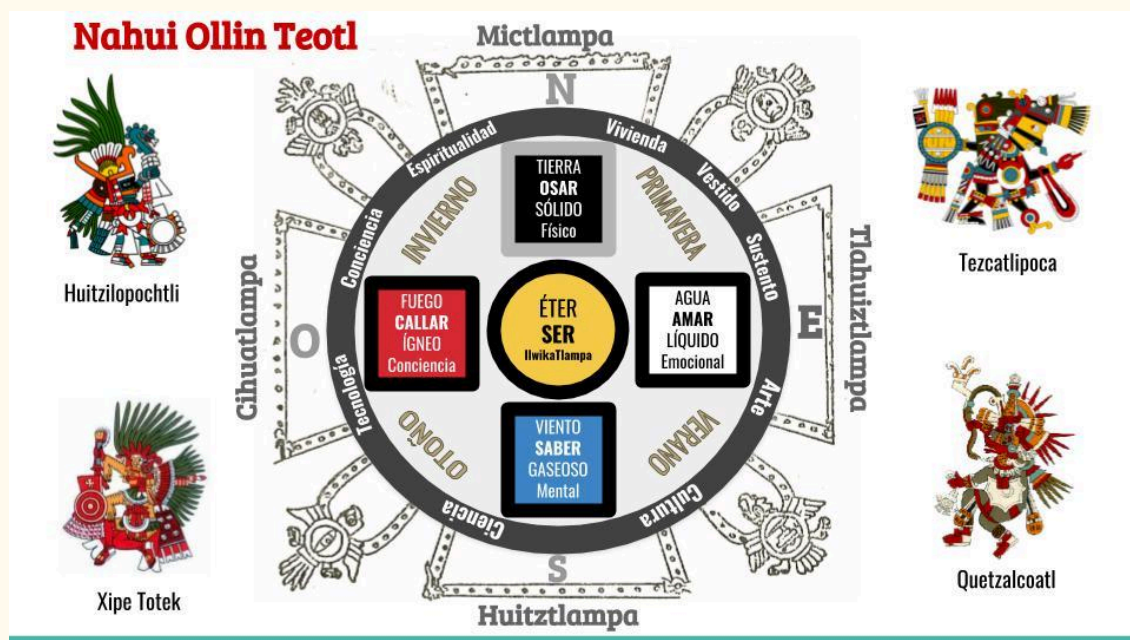 Nahui Ollin Teotl
Mictlampa
N
Espiritualidad
Vivienda
Conciencia
Vestido
Sustento
INVIERNO
PRIMAVERA
TIERRA
OSAR
SÓLIDO
Físico
Huitzilopochtli
Tezcatlipoca
Cihuatlampa
O
FUEGO
CALLAR
ÍGNEO
Conciencia
ÉTER
SER
IlwikaTlampa
AGUA
AMAR
LÍQUIDO
Emocional
E
Tlahuiztlampa
Tecnología
Arte
OTOÑO
VERANO
VIENTO
SABER
GASEOSO
Mental
Ciencia
Cultura
S
Huitztlampa
Xipe Totek
Quetzalcoatl